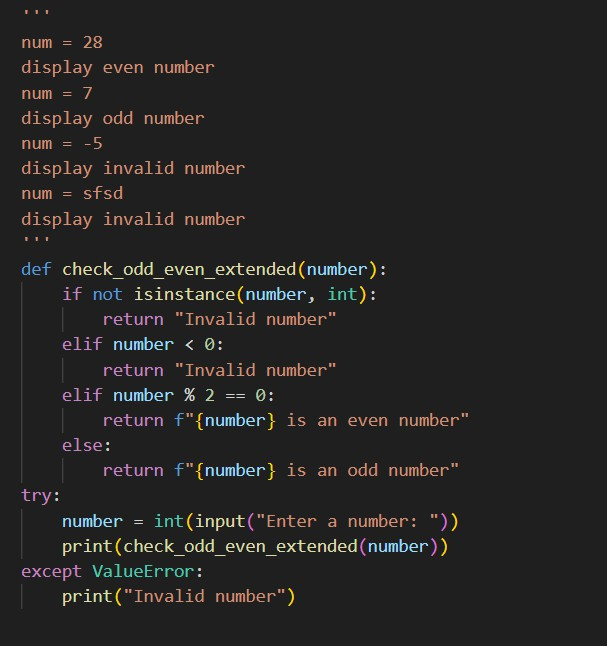 '''
num = 28
display even number
num = 7
display odd number
num = -5
display invalid number
num = sfsd
display invalid number
'''
def check_odd_even_extended(number):
    if not isinstance(number, int):
        return "Invalid number"
    elif number < 0:
        return "Invalid number"
    elif number % 2 == 0:
        return f"{number} is an even number"
    else:
        return f"{number} is an odd number"
try:
    number = int(input("Enter a number: "))
    print(check_odd_even_extended(number))
except ValueError:
    print("Invalid number")